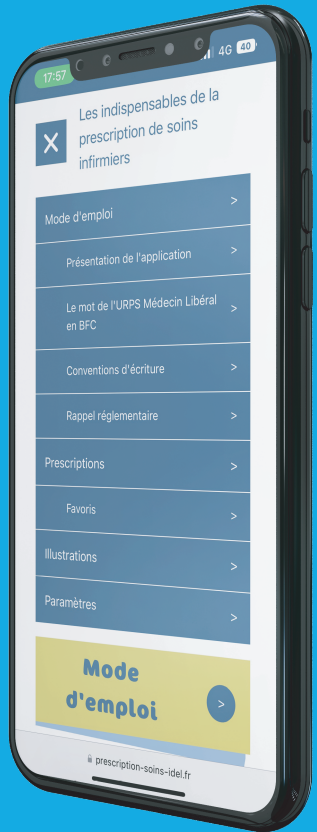 17:57
4G 40
Les indispensables de la
prescription de soins
infirmiers
Mode d'emploi >
Présentation de l'application >
Le mot de l'URPS Médecin Libéral
en BFC >
Conventions d'écriture >
Rappel réglementaire >
Prescriptions >
Favoris >
Illustrations >
Paramètres >
Mode
d'emploi >
prescription-soins-idel.fr